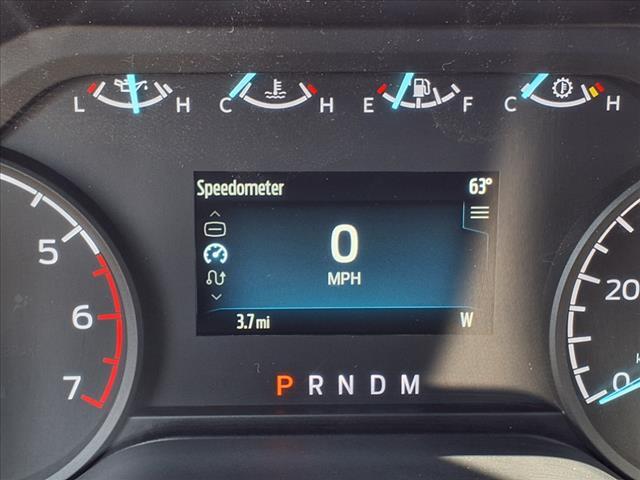 L H C H E F C H
Speedometer 63°
0
MPH
3.7 mi W
P R N D M
5
6
7
20
0